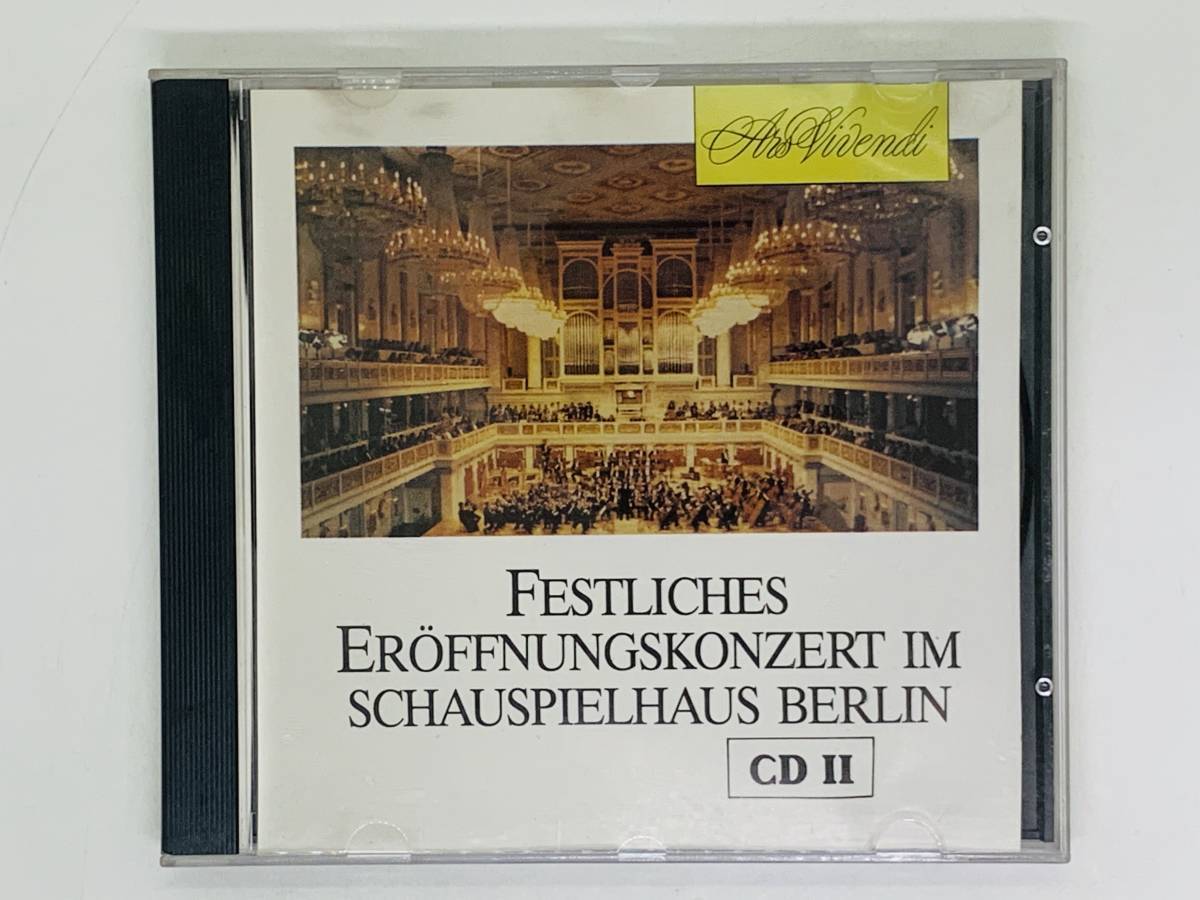 Ars Vivendi
FESTLICHES
ERÖFFNUNGSKONZERT IM
SCHAUSPIELHAUS BERLIN
CD II